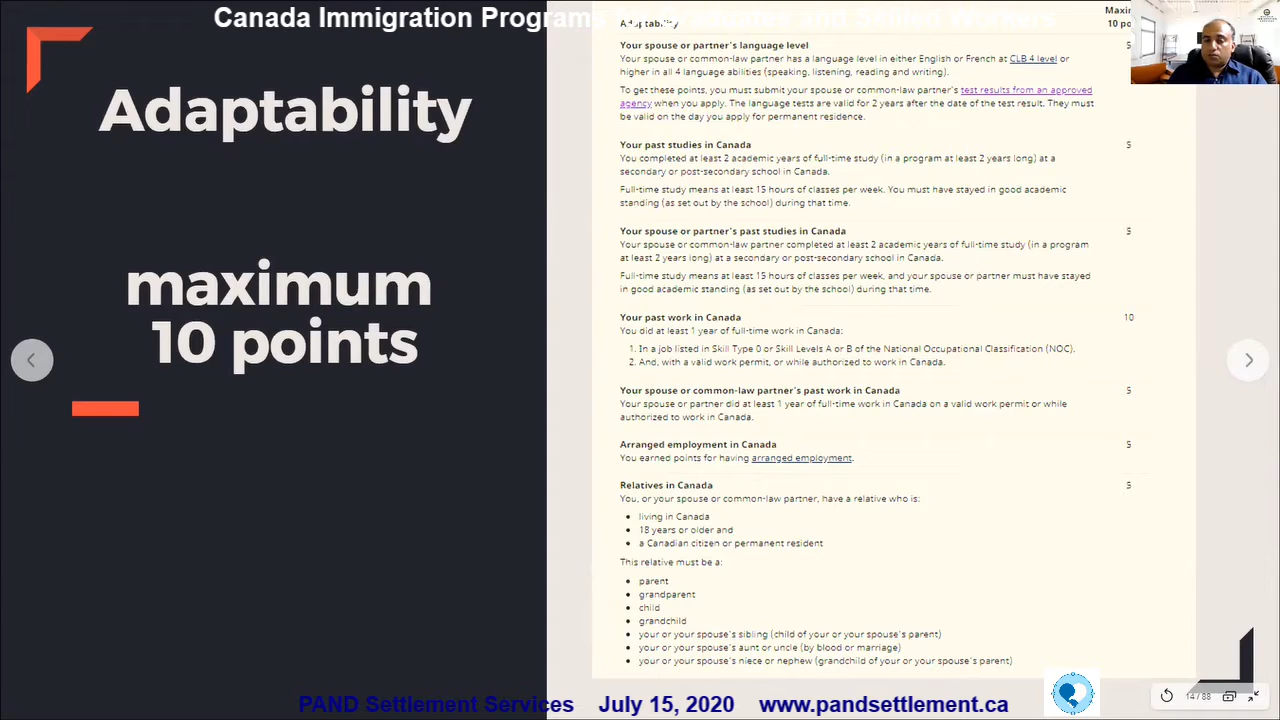 Canada Immigration Programs for Graduates and Skilled Workers
Adaptability
maximum
10 points
Adaptability
Maxim
10 po
Your spouse or partner's language level
5
Your spouse or common-law partner has a language level in either English or French at CLB 4 level or
higher in all 4 language abilities (speaking, listening, reading and writing).
To get these points, you must submit your spouse or common-law partner's test results from an approved
agency when you apply. The language tests are valid for 2 years after the date of the test result. They must
be valid on the day you apply for permanent residence.
Your past studies in Canada
5
You completed at least 2 academic years of full-time study (in a program at least 2 years long) at a
secondary or post-secondary school in Canada.
Full-time study means at least 15 hours of classes per week. You must have stayed in good academic
standing (as set out by the school) during that time.
Your spouse or partner's past studies in Canada
5
Your spouse or common-law partner completed at least 2 academic years of full-time study (in a program
at least 2 years long) at a secondary or post-secondary school in Canada.
Full-time study means at least 15 hours of classes per week, and your spouse or partner must have stayed
in good academic standing (as set out by the school) during that time.
Your past work in Canada
10
You did at least 1 year of full-time work in Canada:
1. In a job listed in Skill Type 0 or Skill Levels A or B of the National Occupational Classification (NOC).
2. And, with a valid work permit, or while authorized to work in Canada.
Your spouse or common-law partner's past work in Canada
5
Your spouse or partner did at least 1 year of full-time work in Canada on a valid work permit or while
authorized to work in Canada.
Arranged employment in Canada
5
You earned points for having arranged employment.
Relatives in Canada
5
You, or your spouse or common-law partner, have a relative who is:
living in Canada
18 years or older and
a Canadian citizen or permanent resident
This relative must be a:
parent
grandparent
child
grandchild
your or your spouse's sibling (child of your or your spouse's parent)
your or your spouse's aunt or uncle (by blood or marriage)
your or your spouse's niece or nephew (grandchild of your or your spouse's parent)
PAND Settlement Services July 15, 2020 www.pandsettlement.ca
14 / 88